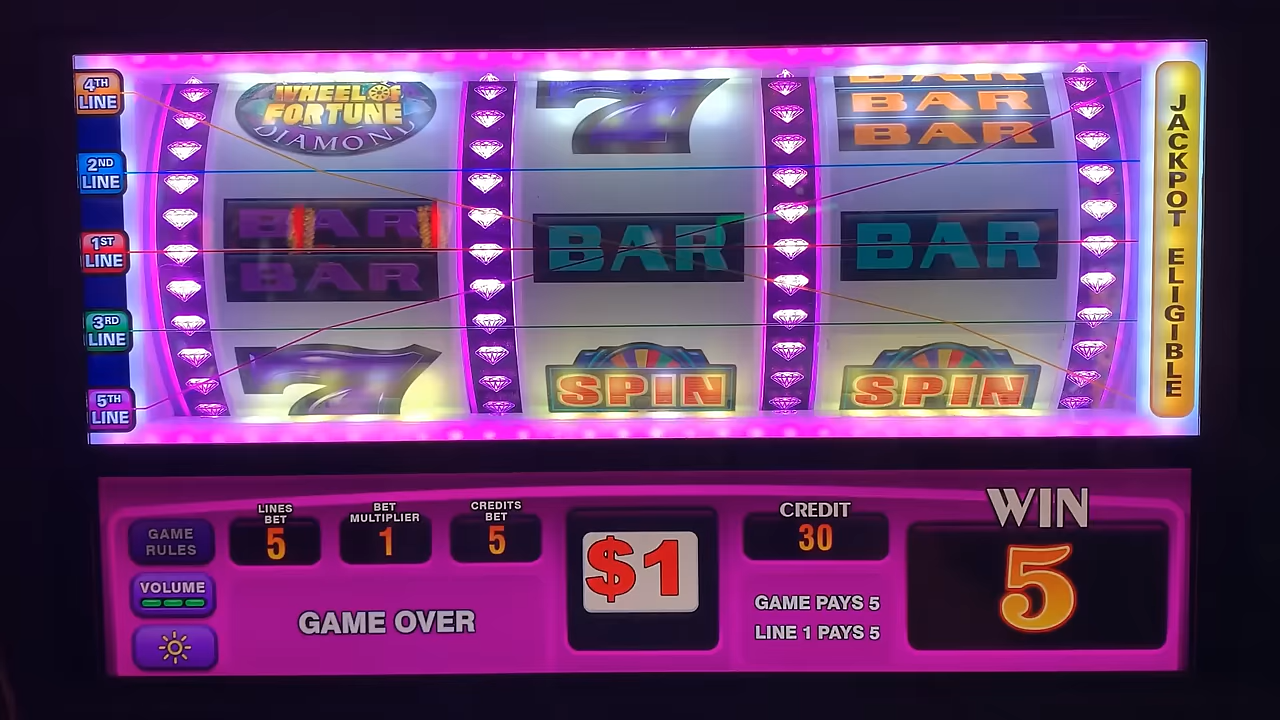 4TH
LINE
2ND
LINE
1ST
LINE
3RD
LINE
5TH
LINE
WHEEL OF
FORTUNE
DIAMOND
7
BAR
BAR
BAR
BAR
BAR
BAR
BAR
7
SPIN
SPIN
JACKPOT ELIGIBLE
GAME
RULES
VOLUME
LINES
BET
5
BET
MULTIPLIER
1
CREDITS
BET
5
GAME OVER
$1
CREDIT
30
GAME PAYS 5
LINE 1 PAYS 5
WIN
5